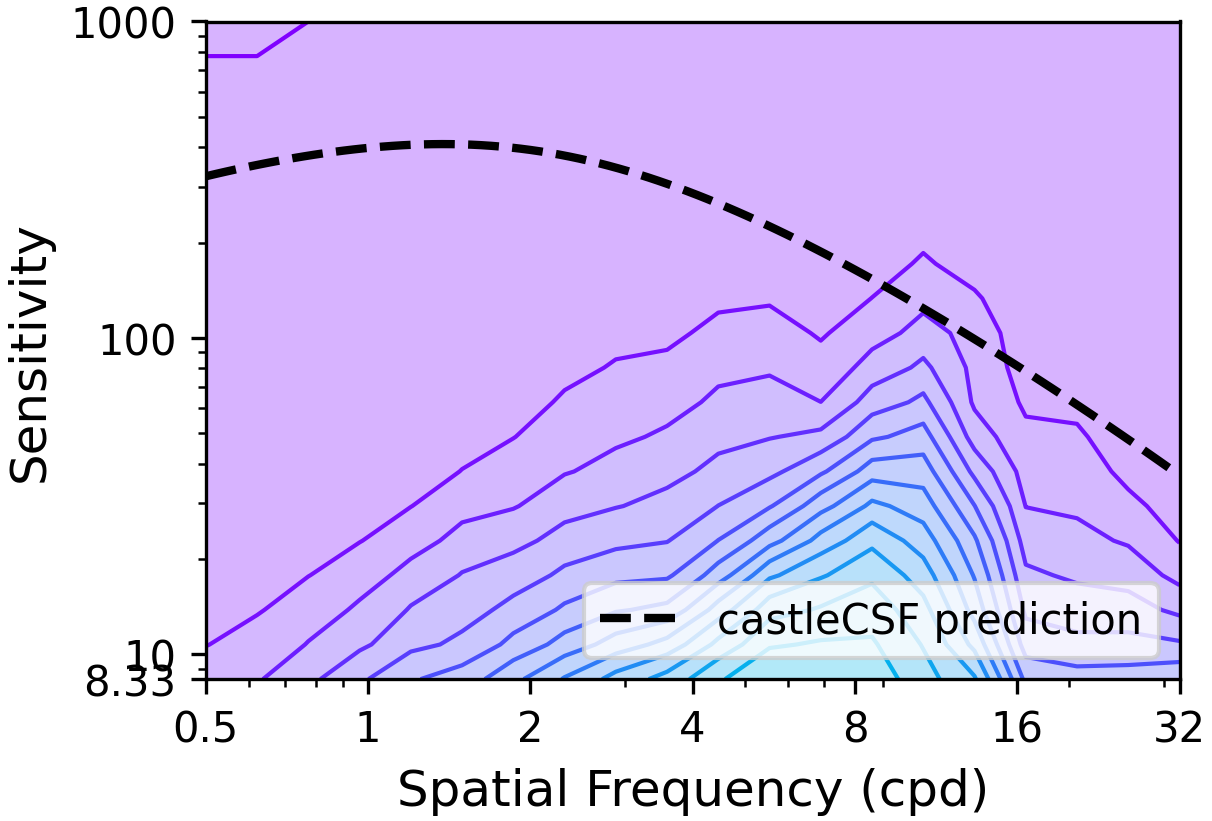 1000
100
10
8.33
Sensitivity
castleCSF prediction
0.5 1 2 4 8 16 32
Spatial Frequency (cpd)